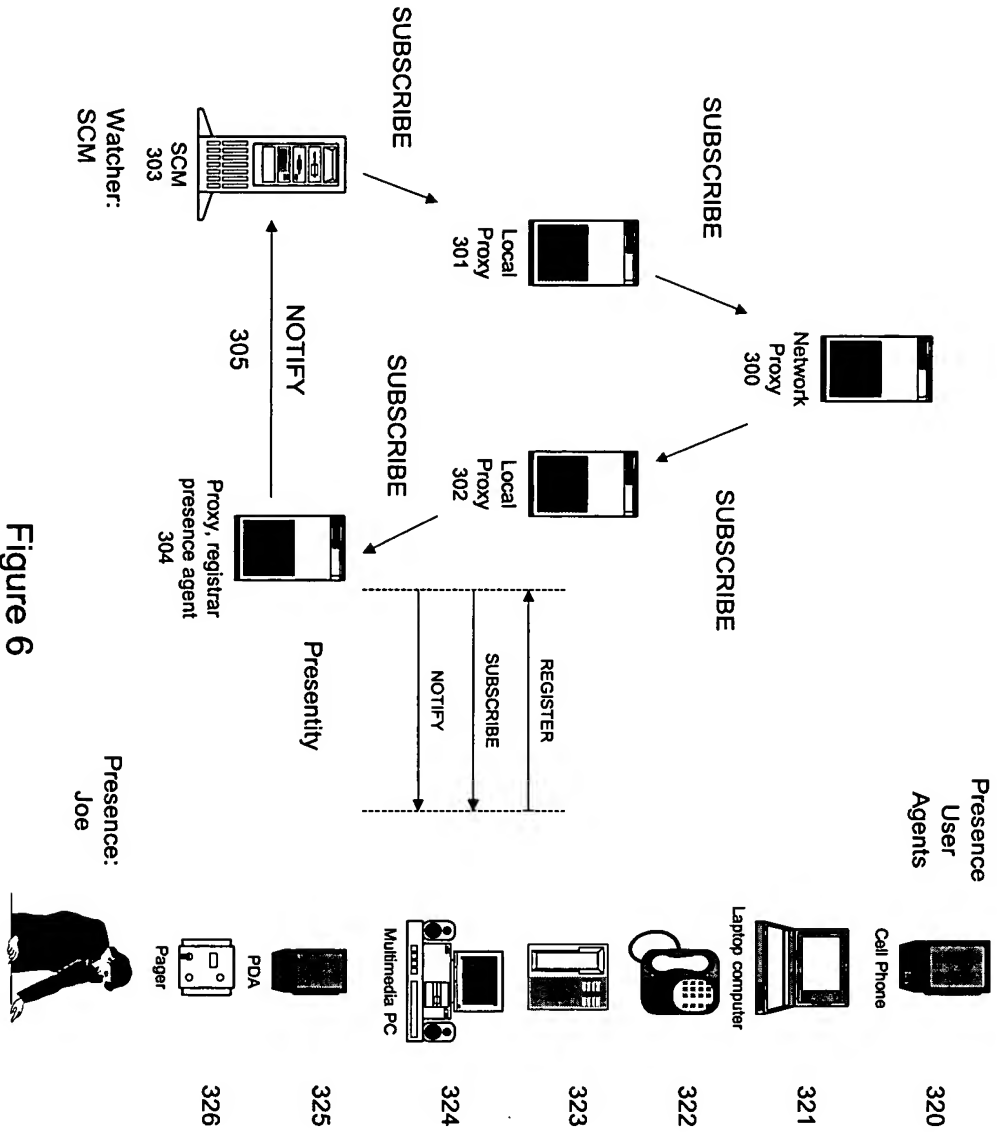 SUBSCRIBE
SUBSCRIBE
SUBSCRIBE
SUBSCRIBE
Watcher:
SCM
SCM
303
Local
Proxy
301
Network
Proxy
300
Local
Proxy
302
NOTIFY
305
Proxy, registrar
presence agent
304
Presentity
REGISTER
SUBSCRIBE
NOTIFY
Presence
User
Agents
Cell Phone
320
Laptop computer
321
322
323
Multimedia PC
324
PDA
325
Pager
326
Presence:
Joe
Figure 6